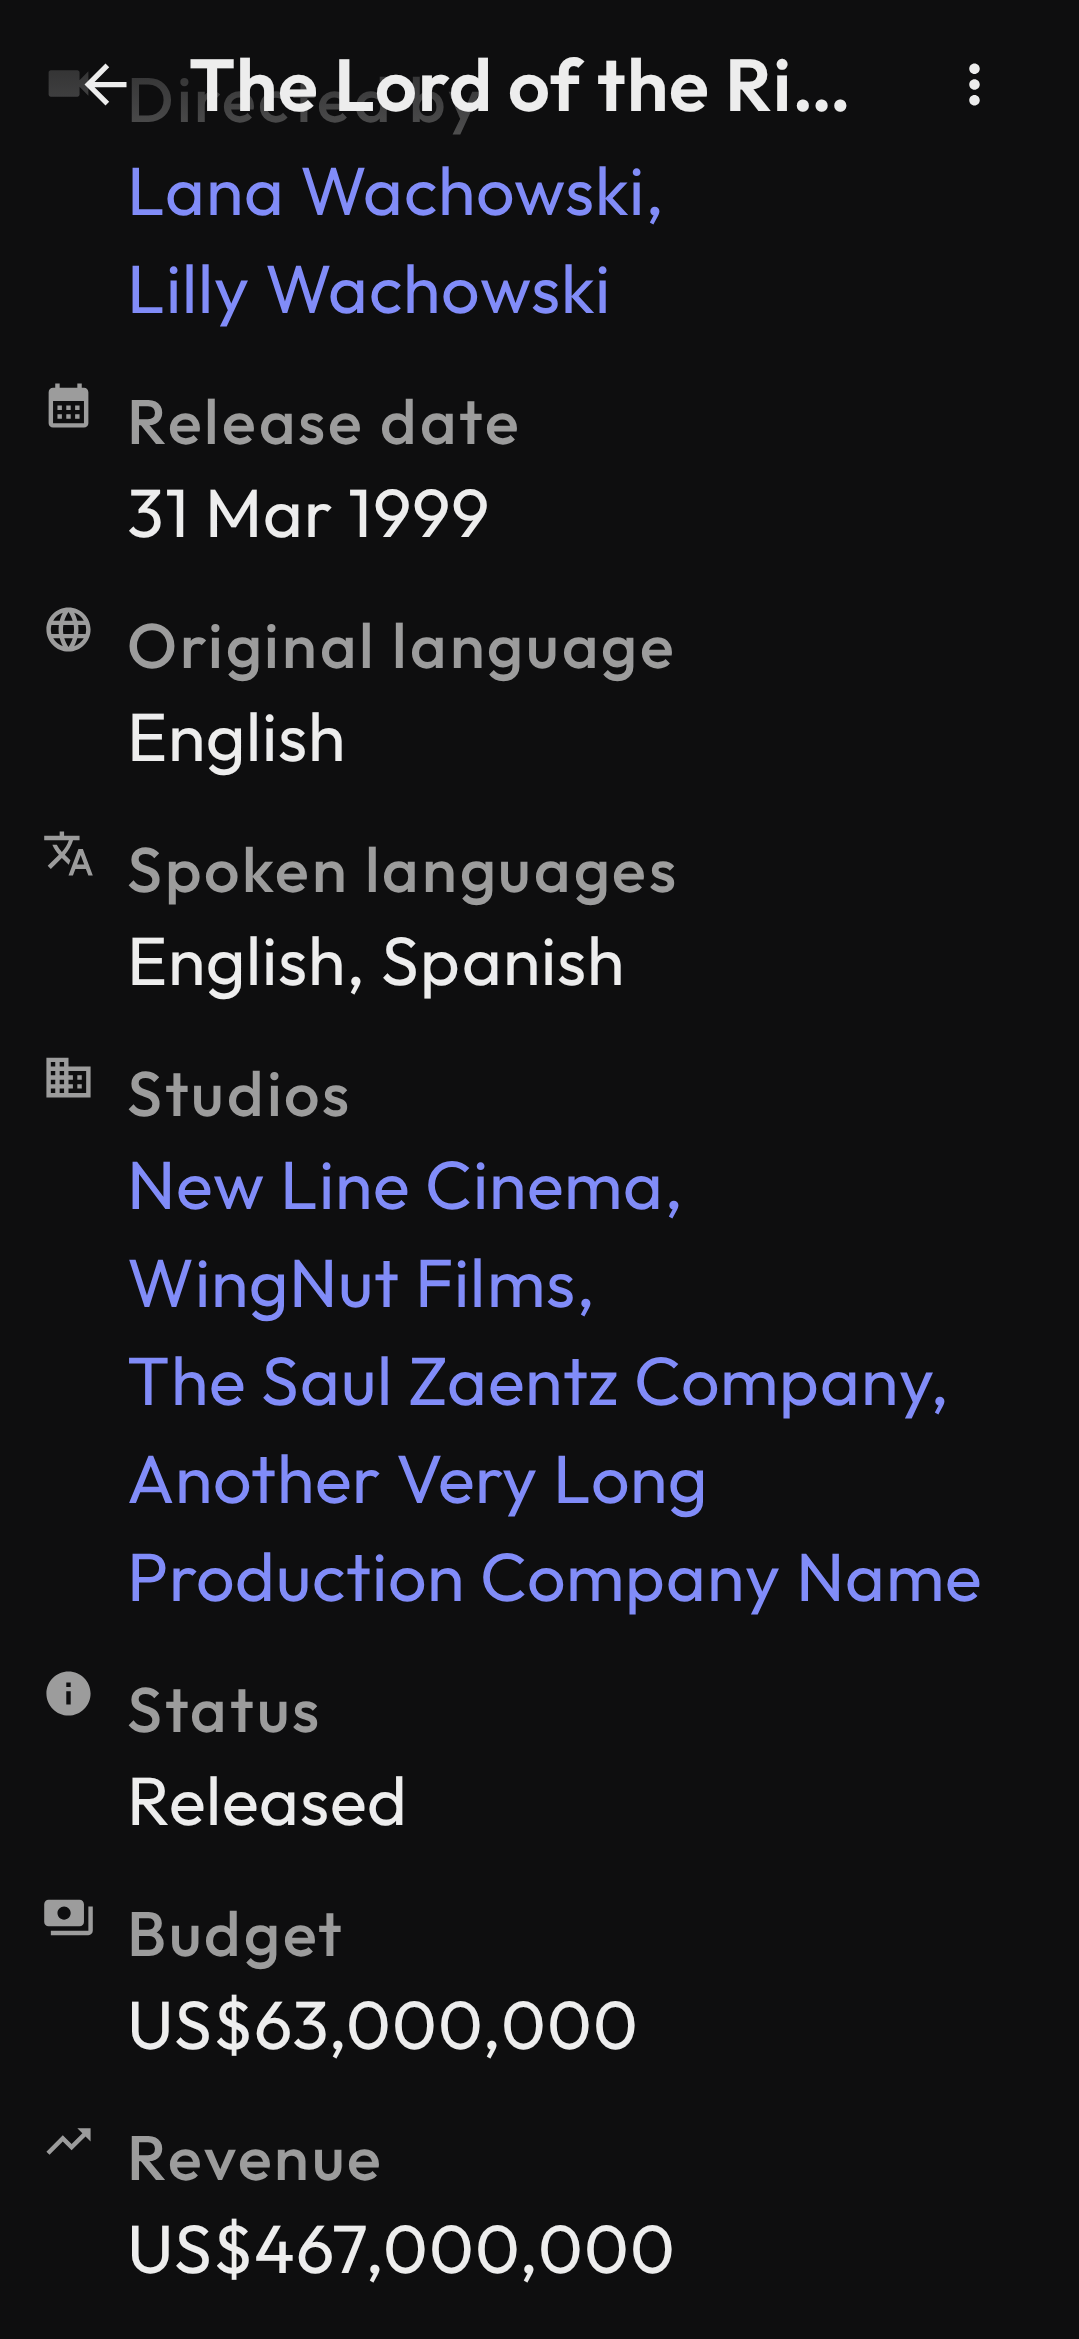 The Lord of the Ri...
Directed by
Lana Wachowski,
Lilly Wachowski
Release date
31 Mar 1999
Original language
English
Spoken languages
English, Spanish
Studios
New Line Cinema,
WingNut Films,
The Saul Zaentz Company,
Another Very Long
Production Company Name
Status
Released
Budget
US$63,000,000
Revenue
US$467,000,000